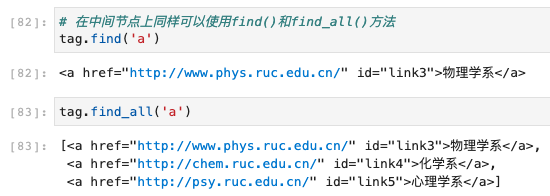 [82]: # 在中间节点上同样可以使用find()和find_all()方法
tag.find('a')
[82]: <a href="http://www.phys.ruc.edu.cn/" id="link3">物理学系</a>
[83]: tag.find_all('a')
[83]: [<a href="http://www.phys.ruc.edu.cn/" id="link3">物理学系</a>,
<a href="http://chem.ruc.edu.cn/" id="link4">化学系</a>,
<a href="http://psy.ruc.edu.cn/" id="link5">心理学系</a>]